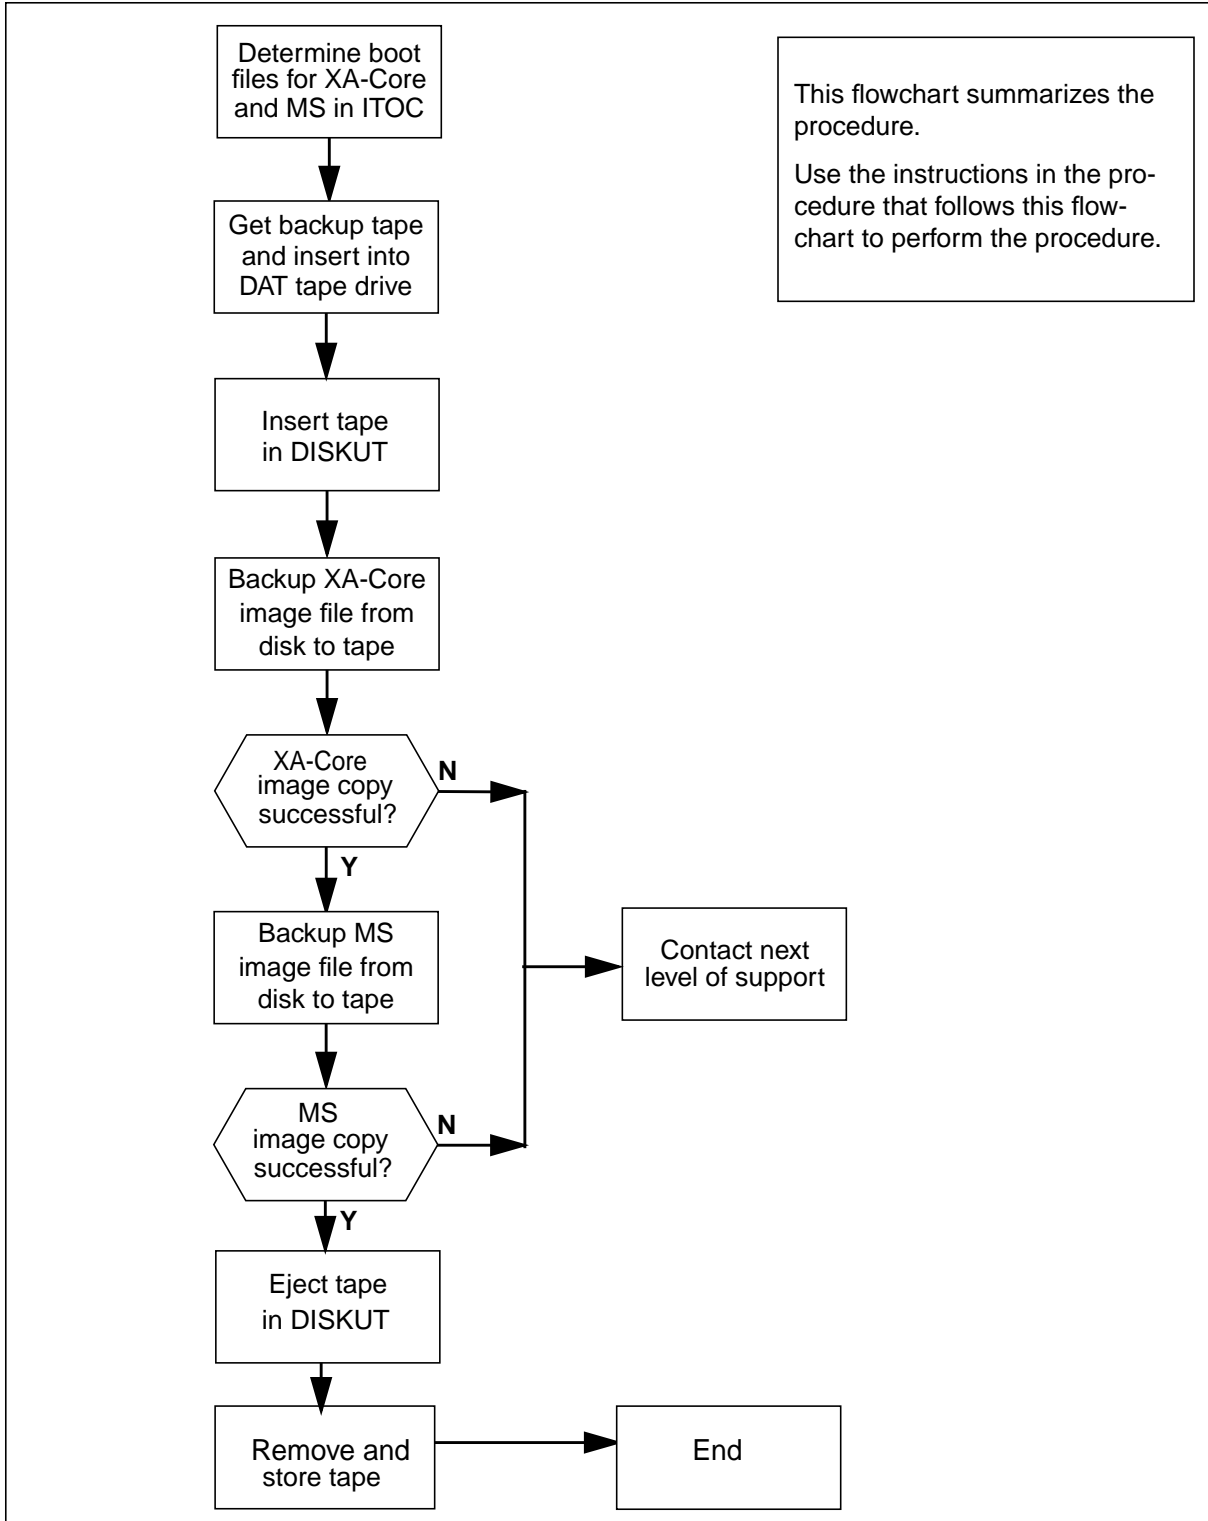 Determine boot
files for XA-Core
and MS in ITOC
This flowchart summarizes the
procedure.
Use the instructions in the pro-
cedure that follows this flow-
chart to perform the procedure.
Get backup tape
and insert into
DAT tape drive
Insert tape
in DISKUT
Backup XA-Core
image file from
disk to tape
XA-Core
image copy
successful?
N
Y
Backup MS
image file from
disk to tape
Contact next
level of support
MS
image copy
successful?
N
Y
Eject tape
in DISKUT
Remove and
store tape
End